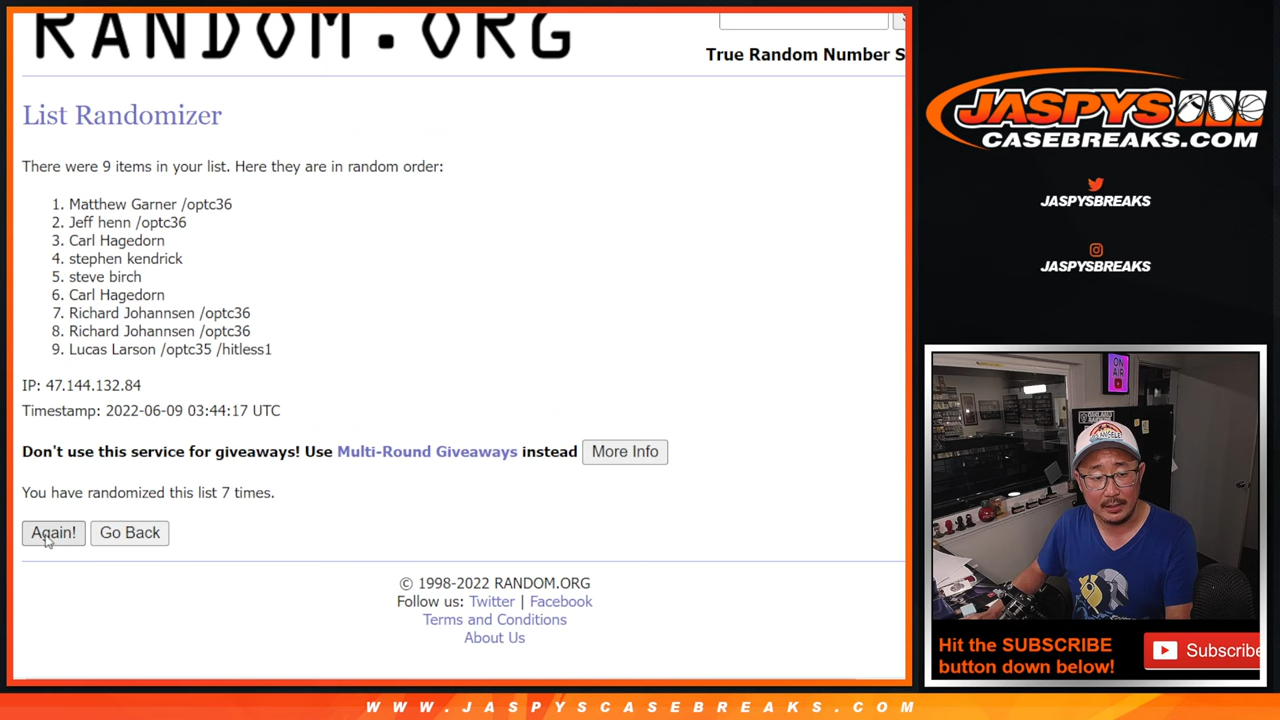 RANDOM.ORG
True Random Number S
List Randomizer
There were 9 items in your list. Here they are in random order:
1. Matthew Garner /optc36
2. Jeff henn /optc36
3. Carl Hagedorn
4. stephen kendrick
5. steve birch
6. Carl Hagedorn
7. Richard Johannsen /optc36
8. Richard Johannsen /optc36
9. Lucas Larson /optc35 /hitless1
IP: 47.144.132.84
Timestamp: 2022-06-09 03:44:17 UTC
Don't use this service for giveaways! Use Multi-Round Giveaways instead More Info
You have randomized this list 7 times.
Again! Go Back
© 1998-2022 RANDOM.ORG
Follow us: Twitter | Facebook
Terms and Conditions
About Us
JASPYS
CASEBREAKS.COM
JASPYSBREAKS
JASPYSBREAKS
ON
AIR
Hit the SUBSCRIBE
button down below!
Subscribe
WWW.JASPYSCASEBREAKS.COM